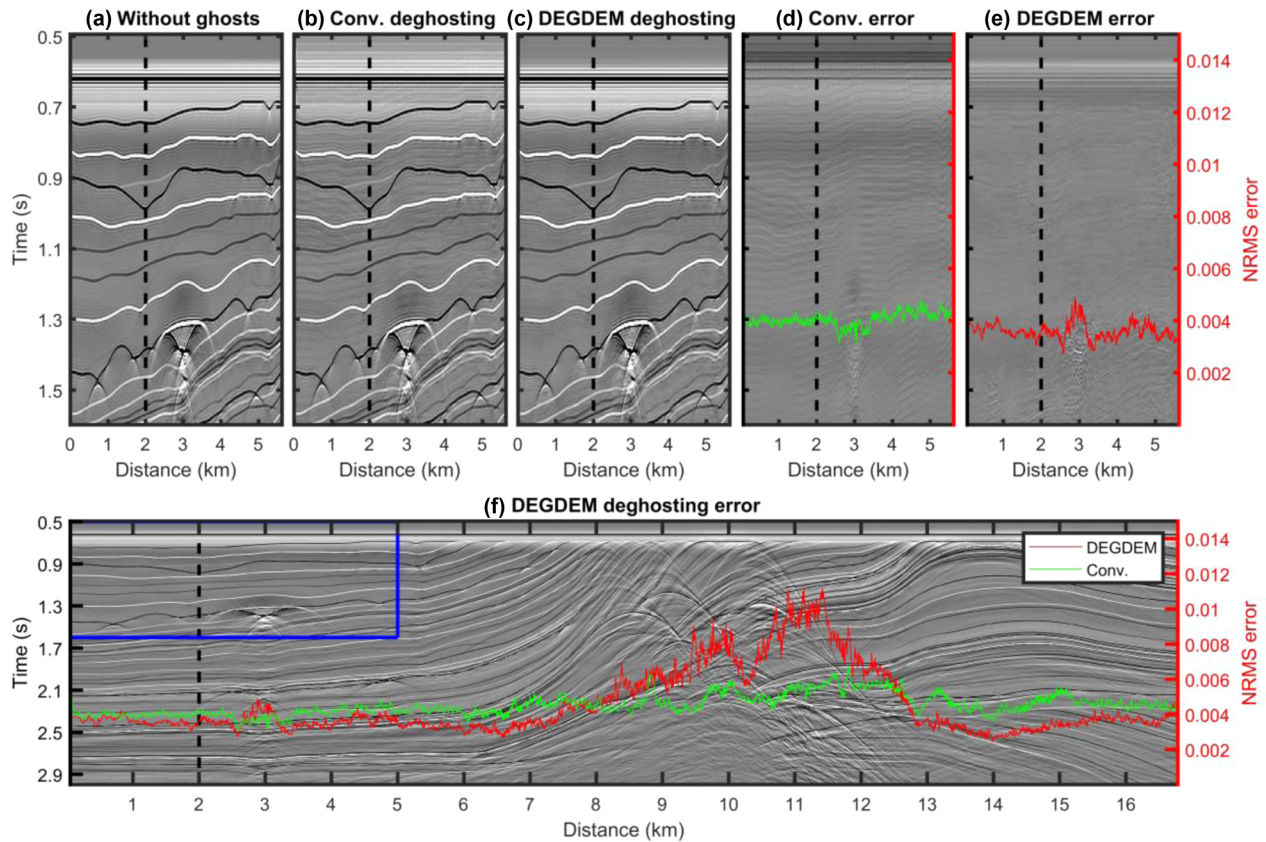 (a) Without ghosts
(b) Conv. deghosting
(c) DEGDEM deghosting
(d) Conv. error
(e) DEGDEM error
0.5
0.7
0.9
1.1
1.3
1.5
Time (s)
0 1 2 3 4 5
Distance (km)
0 1 2 3 4 5
Distance (km)
0 1 2 3 4 5
Distance (km)
1 2 3 4 5
Distance (km)
1 2 3 4 5
Distance (km)
0.014
0.012
0.01
0.008
0.006
0.004
0.002
NRMS error
(f) DEGDEM deghosting error
0.5
0.9
1.3
1.7
2.1
2.5
2.9
Time (s)
DEGDEM
Conv.
0.014
0.012
0.010
0.008
0.006
0.004
0.002
NRMS error
1 2 3 4 5 6 7 8 9 10 11 12 13 14 15 16
Distance (km)